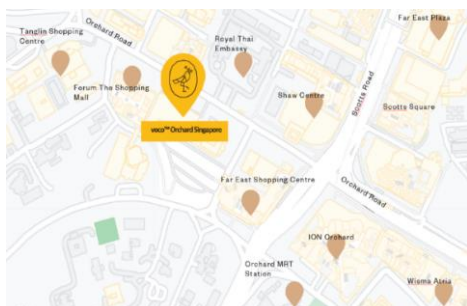 Far East Plaza
Tanglin Shopping
Centre
Orchard Road
Royal Thai
Embassy
Forum The Shopping
Mall
Shaw Centre
Scotts Road
Scotts Square
voco™ Orchard Singapore
Far East Shopping Centre
Orchard Road
ION Orchard
Orchard MRT
Station
Wisma Atria